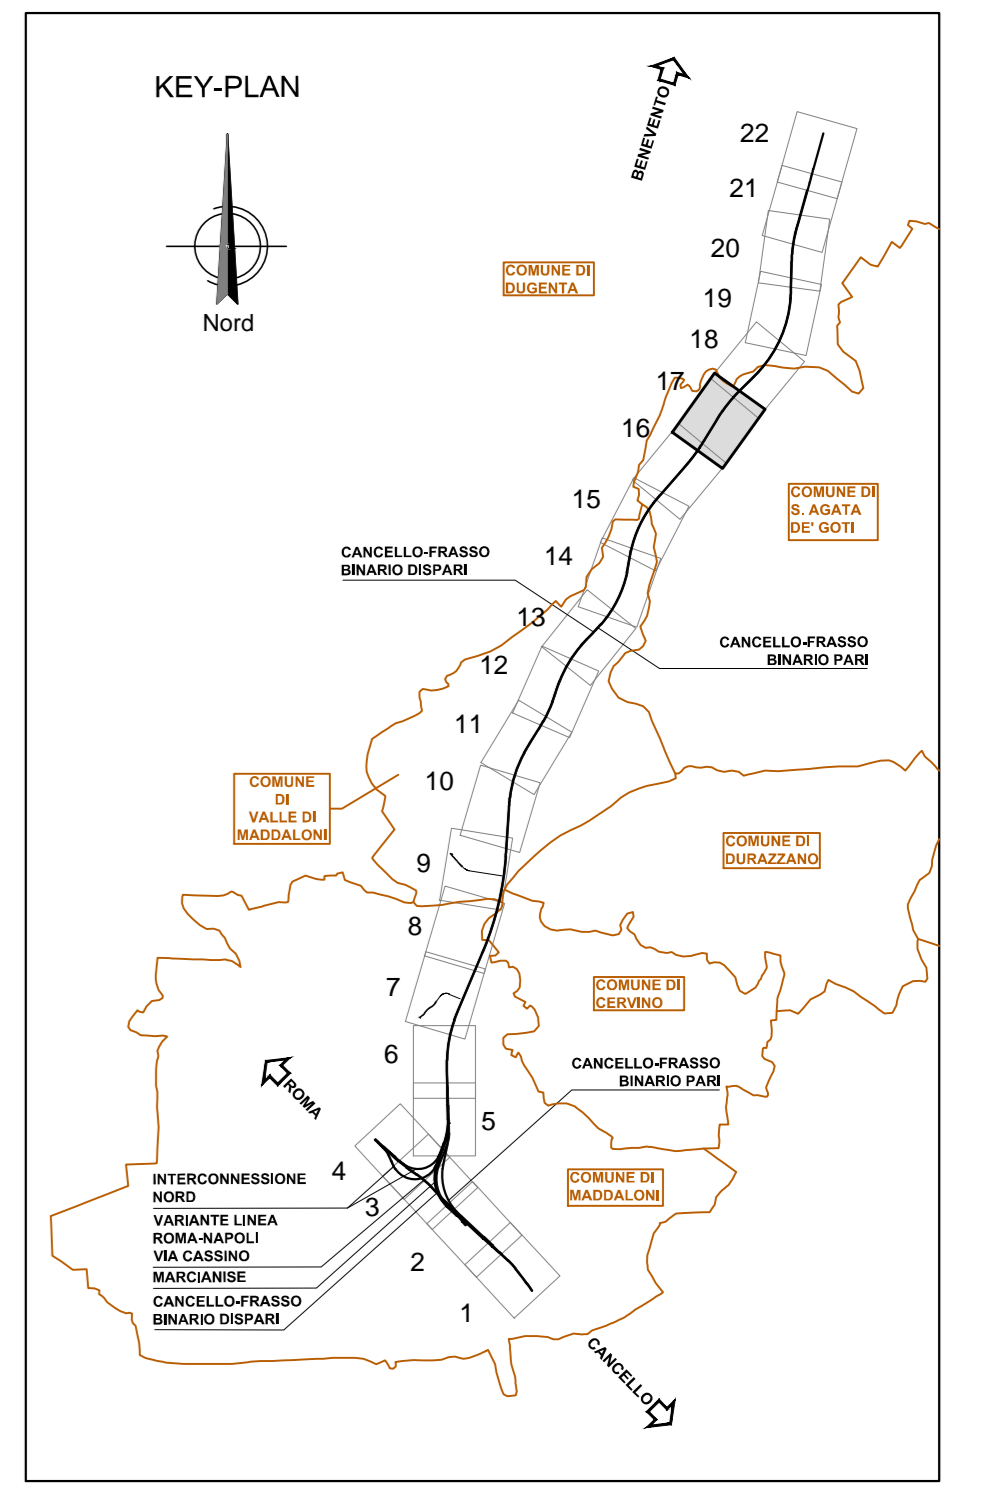 KEY-PLAN
Nord
BENEVENTO
22
21
20
19
18
17
16
15
14
13
12
11
10
9
8
7
6
5
4
3
2
1
COMUNE DI
DUGENTA
COMUNE DI
S. AGATA
DE' GOTI
CANCELLO-FRASSO
BINARIO DISPARI
CANCELLO-FRASSO
BINARIO PARI
COMUNE
DI
VALLE DI
MADDALONI
COMUNE DI
DURAZZANO
COMUNE DI
CERVINO
CANCELLO-FRASSO
BINARIO PARI
ROMA
COMUNE DI
MADDALONI
INTERCONNESSIONE
NORD
VARIANTE LINEA
ROMA-NAPOLI
VIA CASSINO
MARCIANISE
CANCELLO-FRASSO
BINARIO DISPARI
CANCELLO